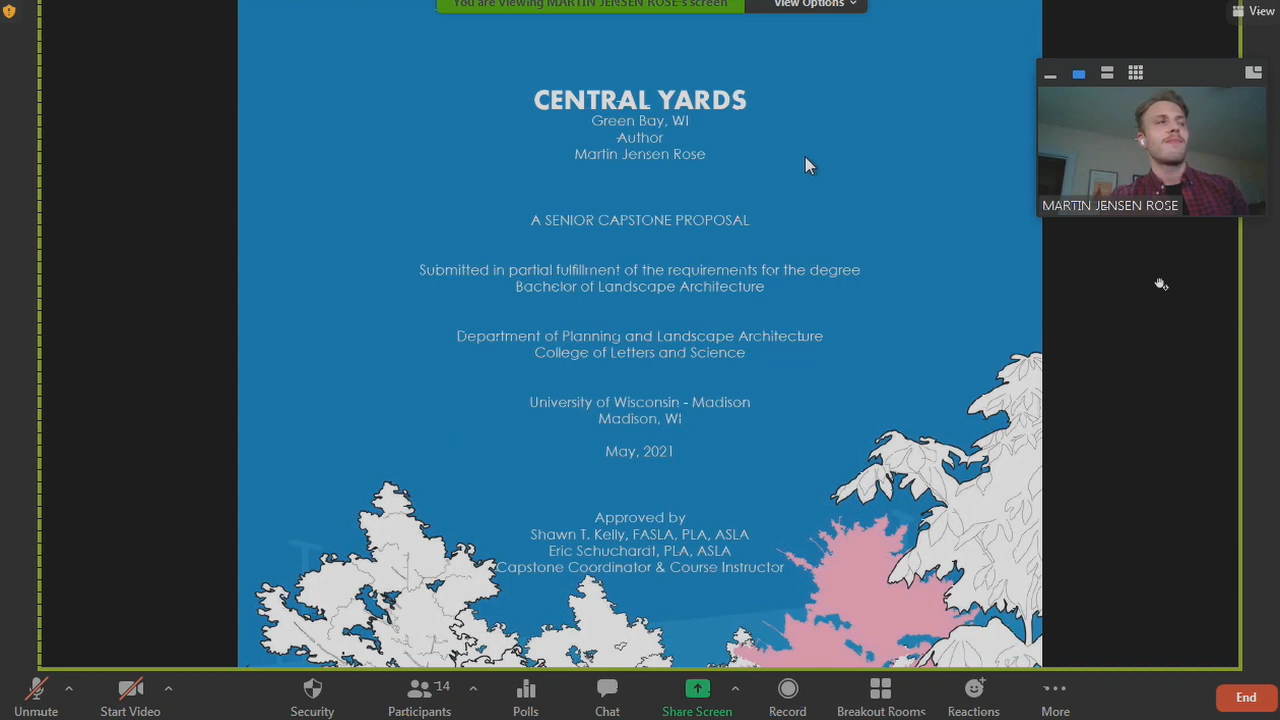 You are viewing MARTIN JENSEN ROSE's screen
View Options
View
CENTRAL YARDS
Green Bay, WI
Author
Martin Jensen Rose
MARTIN JENSEN ROSE
A SENIOR CAPSTONE PROPOSAL
Submitted in partial fulfillment of the requirements for the degree
Bachelor of Landscape Architecture
Department of Planning and Landscape Architecture
College of Letters and Science
University of Wisconsin - Madison
Madison, WI
May, 2021
Approved by
Shawn T. Kelly, FASLA, PLA, ASLA
Eric Schuchardt, PLA, ASLA
Capstone Coordinator & Course Instructor
14
Unmute
Start Video
Security
Participants
Polls
Chat
Share Screen
Record
Breakout Rooms
Reactions
More
End